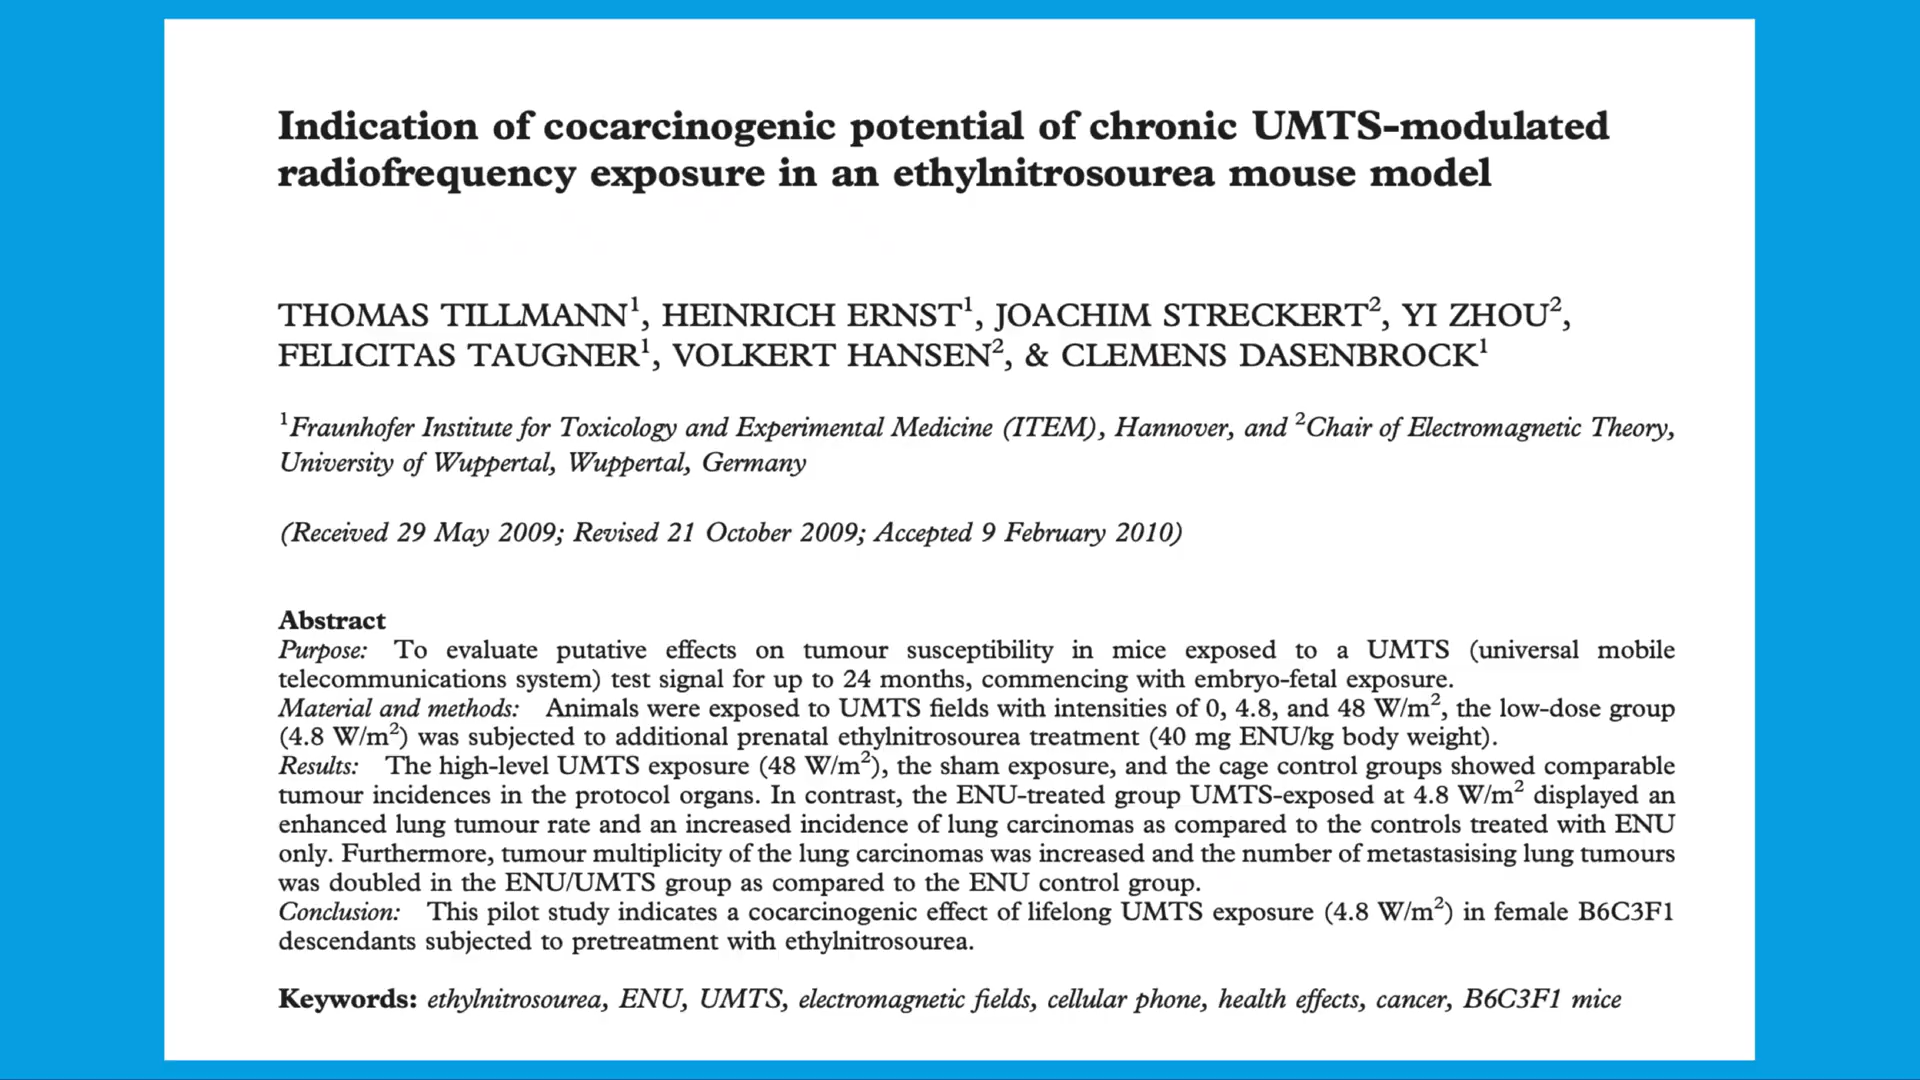 Indication of cocarcinogenic potential of chronic UMTS-modulated
radiofrequency exposure in an ethylnitrosourea mouse model
THOMAS TILLMANN¹, HEINRICH ERNST¹, JOACHIM STRECKERT², YI ZHOU²,
FELICITAS TAUGNER¹, VOLKERT HANSEN², & CLEMENS DASENBROCK¹
¹Fraunhofer Institute for Toxicology and Experimental Medicine (ITEM), Hannover, and ²Chair of Electromagnetic Theory,
University of Wuppertal, Wuppertal, Germany
(Received 29 May 2009; Revised 21 October 2009; Accepted 9 February 2010)
Abstract
Purpose: To evaluate putative effects on tumour susceptibility in mice exposed to a UMTS (universal mobile
telecommunications system) test signal for up to 24 months, commencing with embryo-fetal exposure.
Material and methods: Animals were exposed to UMTS fields with intensities of 0, 4.8, and 48 W/m², the low-dose group
(4.8 W/m²) was subjected to additional prenatal ethylnitrosourea treatment (40 mg ENU/kg body weight).
Results: The high-level UMTS exposure (48 W/m²), the sham exposure, and the cage control groups showed comparable
tumour incidences in the protocol organs. In contrast, the ENU-treated group UMTS-exposed at 4.8 W/m² displayed an
enhanced lung tumour rate and an increased incidence of lung carcinomas as compared to the controls treated with ENU
only. Furthermore, tumour multiplicity of the lung carcinomas was increased and the number of metastasising lung tumours
was doubled in the ENU/UMTS group as compared to the ENU control group.
Conclusion: This pilot study indicates a cocarcinogenic effect of lifelong UMTS exposure (4.8 W/m²) in female B6C3F1
descendants subjected to pretreatment with ethylnitrosourea.
Keywords: ethylnitrosourea, ENU, UMTS, electromagnetic fields, cellular phone, health effects, cancer, B6C3F1 mice